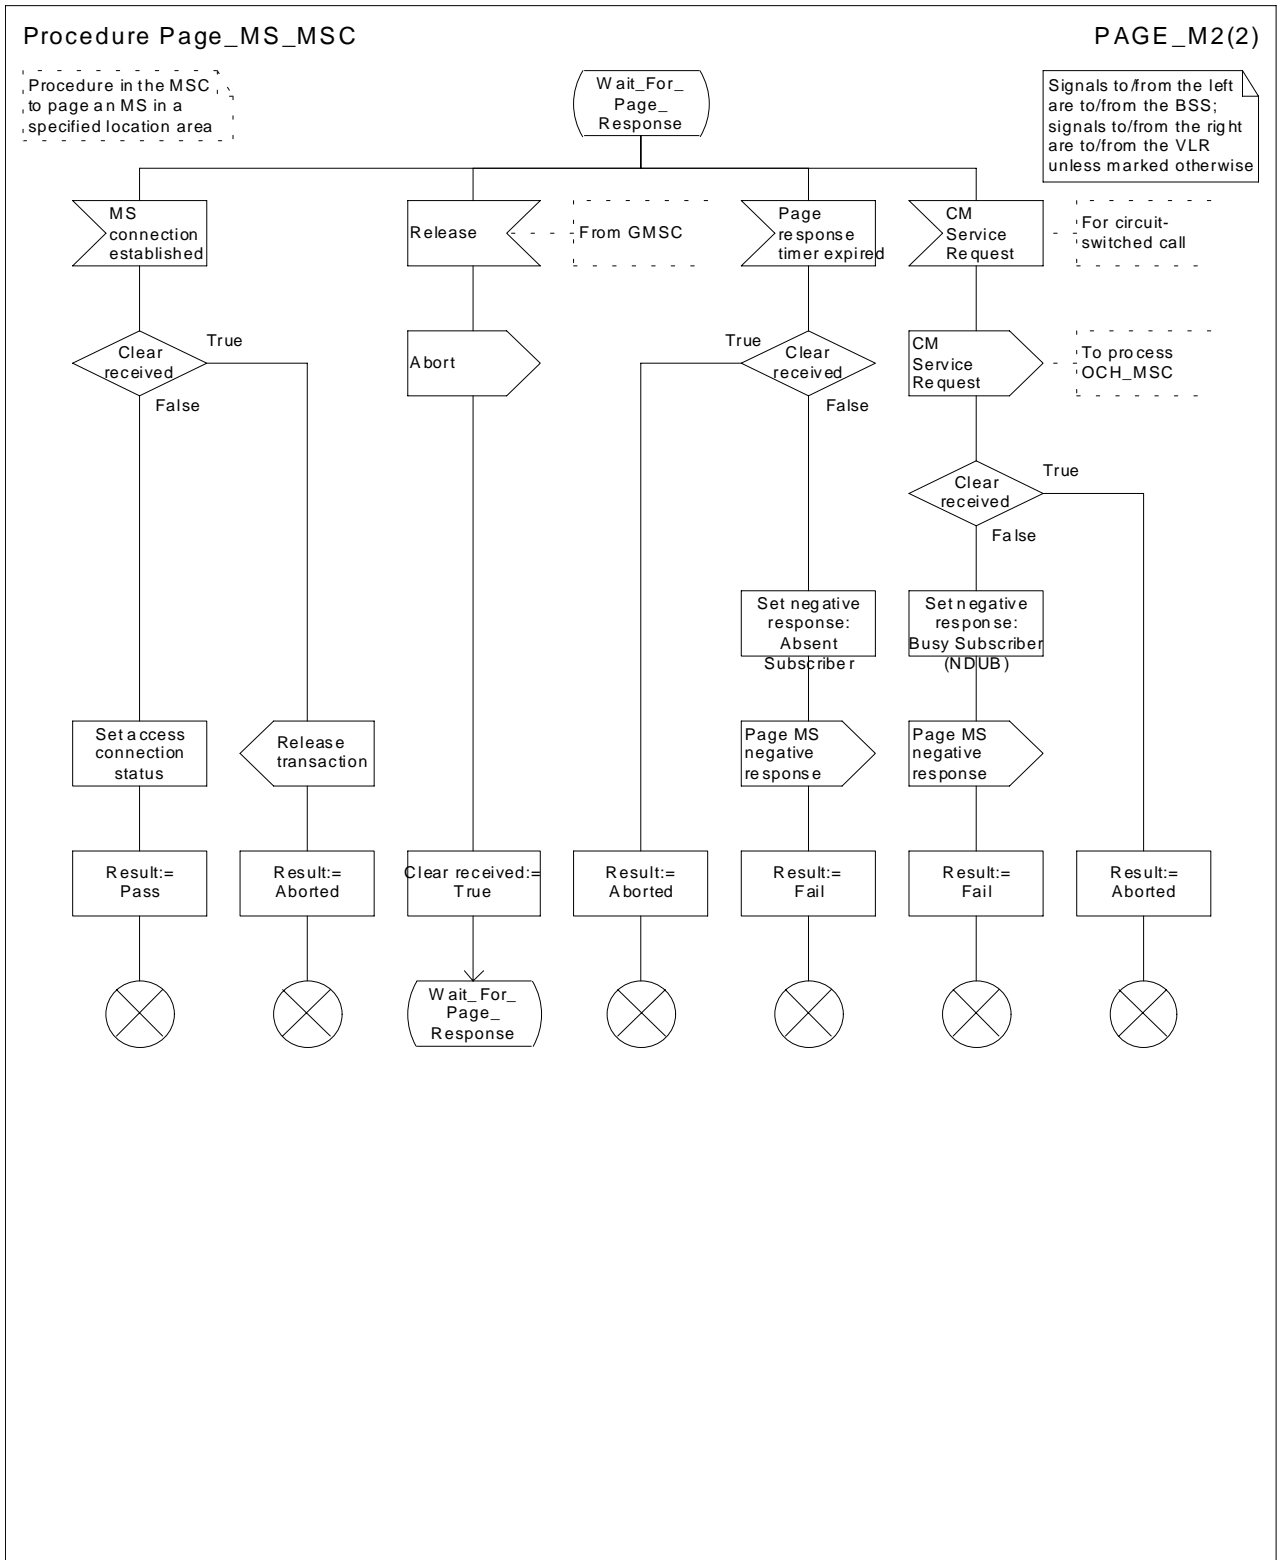 Procedure Page_MS_MSC
PAGE_M2(2)
Procedure in the MSC
to page an MS in a
specified location area
Wait_For_
Page_
Response
Signals to/from the left
are to/from the BSS;
signals to/from the right
are to/from the VLR
unless marked otherwise
MS
connection
established
Release
From GMSC
Page
response
timer expired
CM
Service
Request
For circuit-
switched call
Clear
received
True
False
Abort
True
Clear
received
False
CM
Service
Request
To process
OCH_MSC
Clear
received
True
False
Set negative
response:
Absent
Subscriber
Set negative
response:
Busy Subscriber
(NDUB)
Set access
connection
status
Release
transaction
Page MS
negative
response
Page MS
negative
response
Result:=
Pass
Result:=
Aborted
Clear received:=
True
Result:=
Aborted
Result:=
Fail
Result:=
Fail
Result:=
Aborted
Wait_For_
Page_
Response